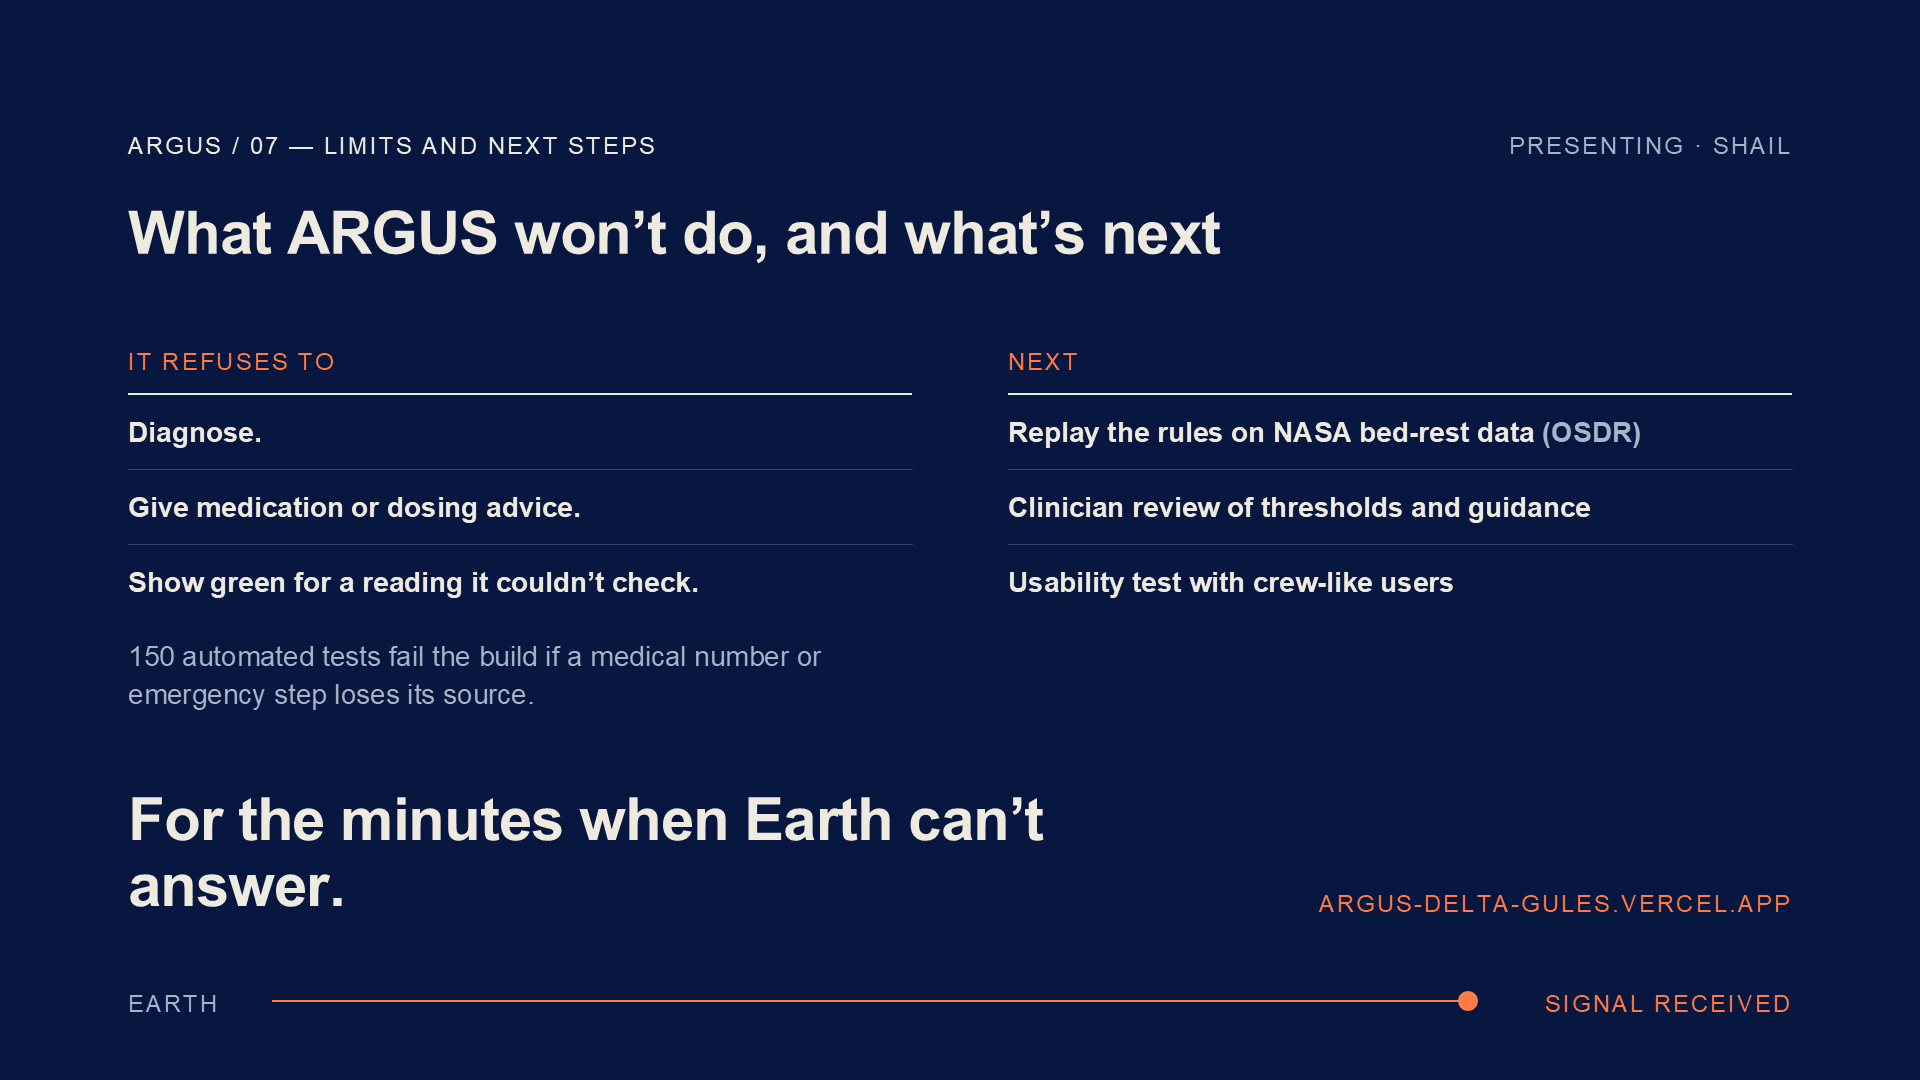 ARGUS / 07 — LIMITS AND NEXT STEPS
PRESENTING · SHAIL
What ARGUS won’t do, and what’s next
IT REFUSES TO
Diagnose.
Give medication or dosing advice.
Show green for a reading it couldn’t check.
150 automated tests fail the build if a medical number or
emergency step loses its source.
NEXT
Replay the rules on NASA bed-rest data (OSDR)
Clinician review of thresholds and guidance
Usability test with crew-like users
For the minutes when Earth can’t
answer.
ARGUS-DELTA-GULES.VERCEL.APP
EARTH
SIGNAL RECEIVED